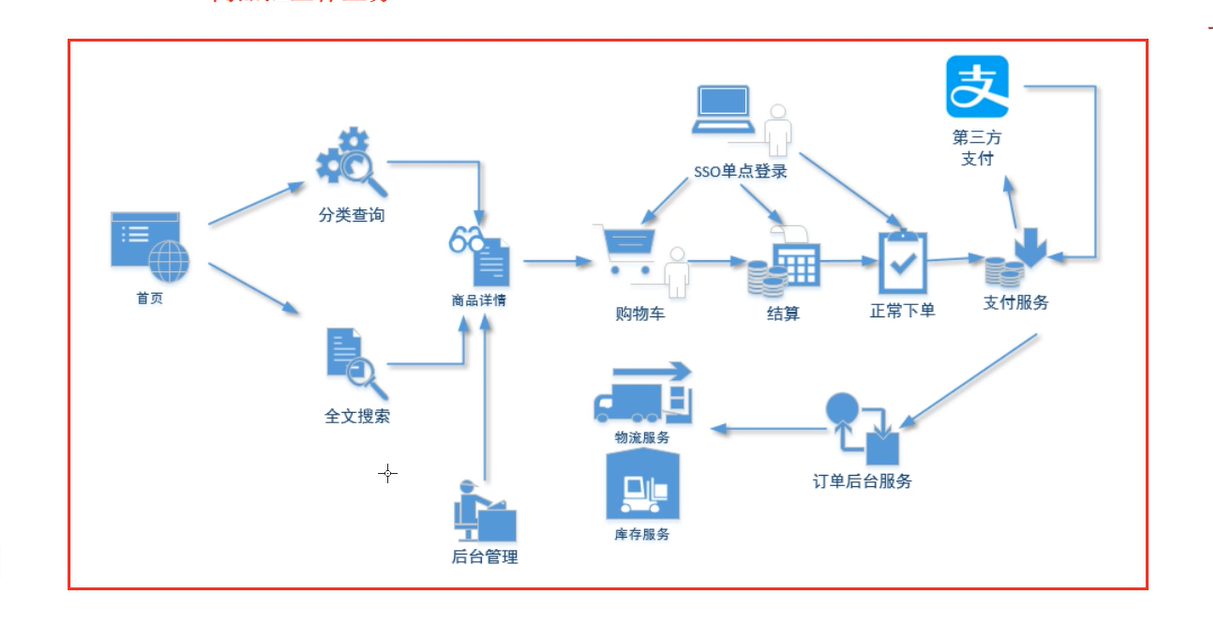 支
第三方
支付
SSO单点登录
分类查询
首页
商品详情
购物车
结算
正常下单
支付服务
全文搜索
物流服务
订单后台服务
库存服务
后台管理